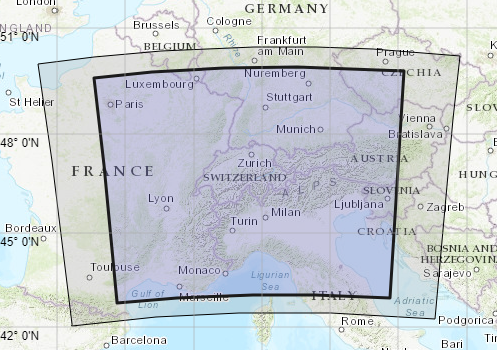 London
GERMANY
Cologne
Brussels
51° 0'N
ENGLAND
BELGIUM
Rhine
Frankfurt
am Main
Prague
CZECHIA
Luxembourg
Nuremberg
St Helier
Paris
Stuttgart
Vienna
Munich
Bratislava
48° 0'N
Zurich
AUSTRIA
FRANCE
SWITZERLAND
ALPS
HUNG
SLOVENIA
Lyon
Milan
Ljubljana
Zagreb
Turin
Bordeaux
CROATIA
45° 0'N
BOSNIA AND
HERZEGOVINA
Toulouse
Monaco
Ligurian
Sea
Sarajevo
Gulf of
Lion
Marseille
ITALY
Adriatic
Sea
Rome
Podgorica
42° 0'N
Barcelona
Bari